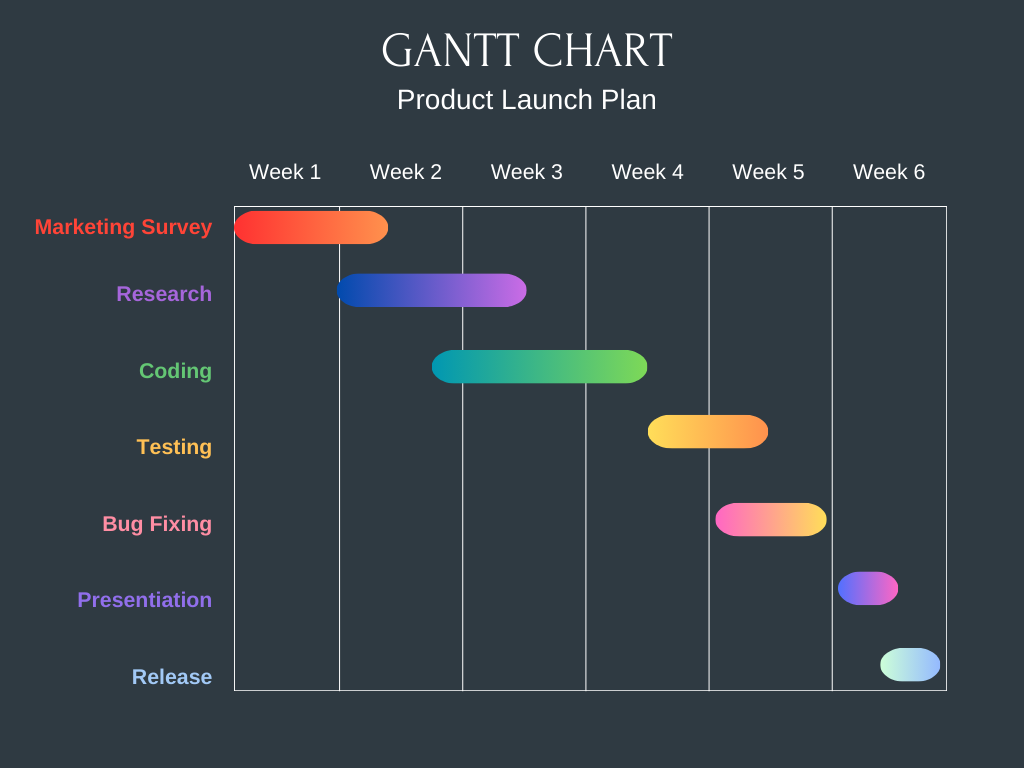 GANTT CHART
Product Launch Plan
Week 1 Week 2 Week 3 Week 4 Week 5 Week 6
Marketing Survey
Research
Coding
Testing
Bug Fixing
Presentiation
Release